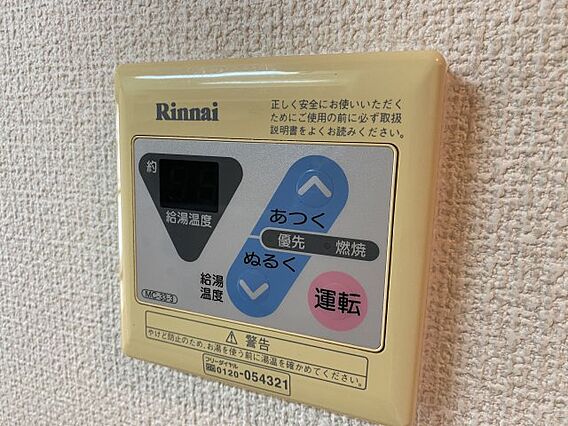 Rinnai
正しく安全にお使いいただく
ためにご使用の前に必ず取扱
説明書をよくお読みください。
約
給湯温度
あつく
優先
燃焼
ぬるく
給湯
温度
運転
MC-33-3
警告
やけど防止のため、お湯を使う前に湯温を確かめてください。
フリーダイヤル
0120-054321